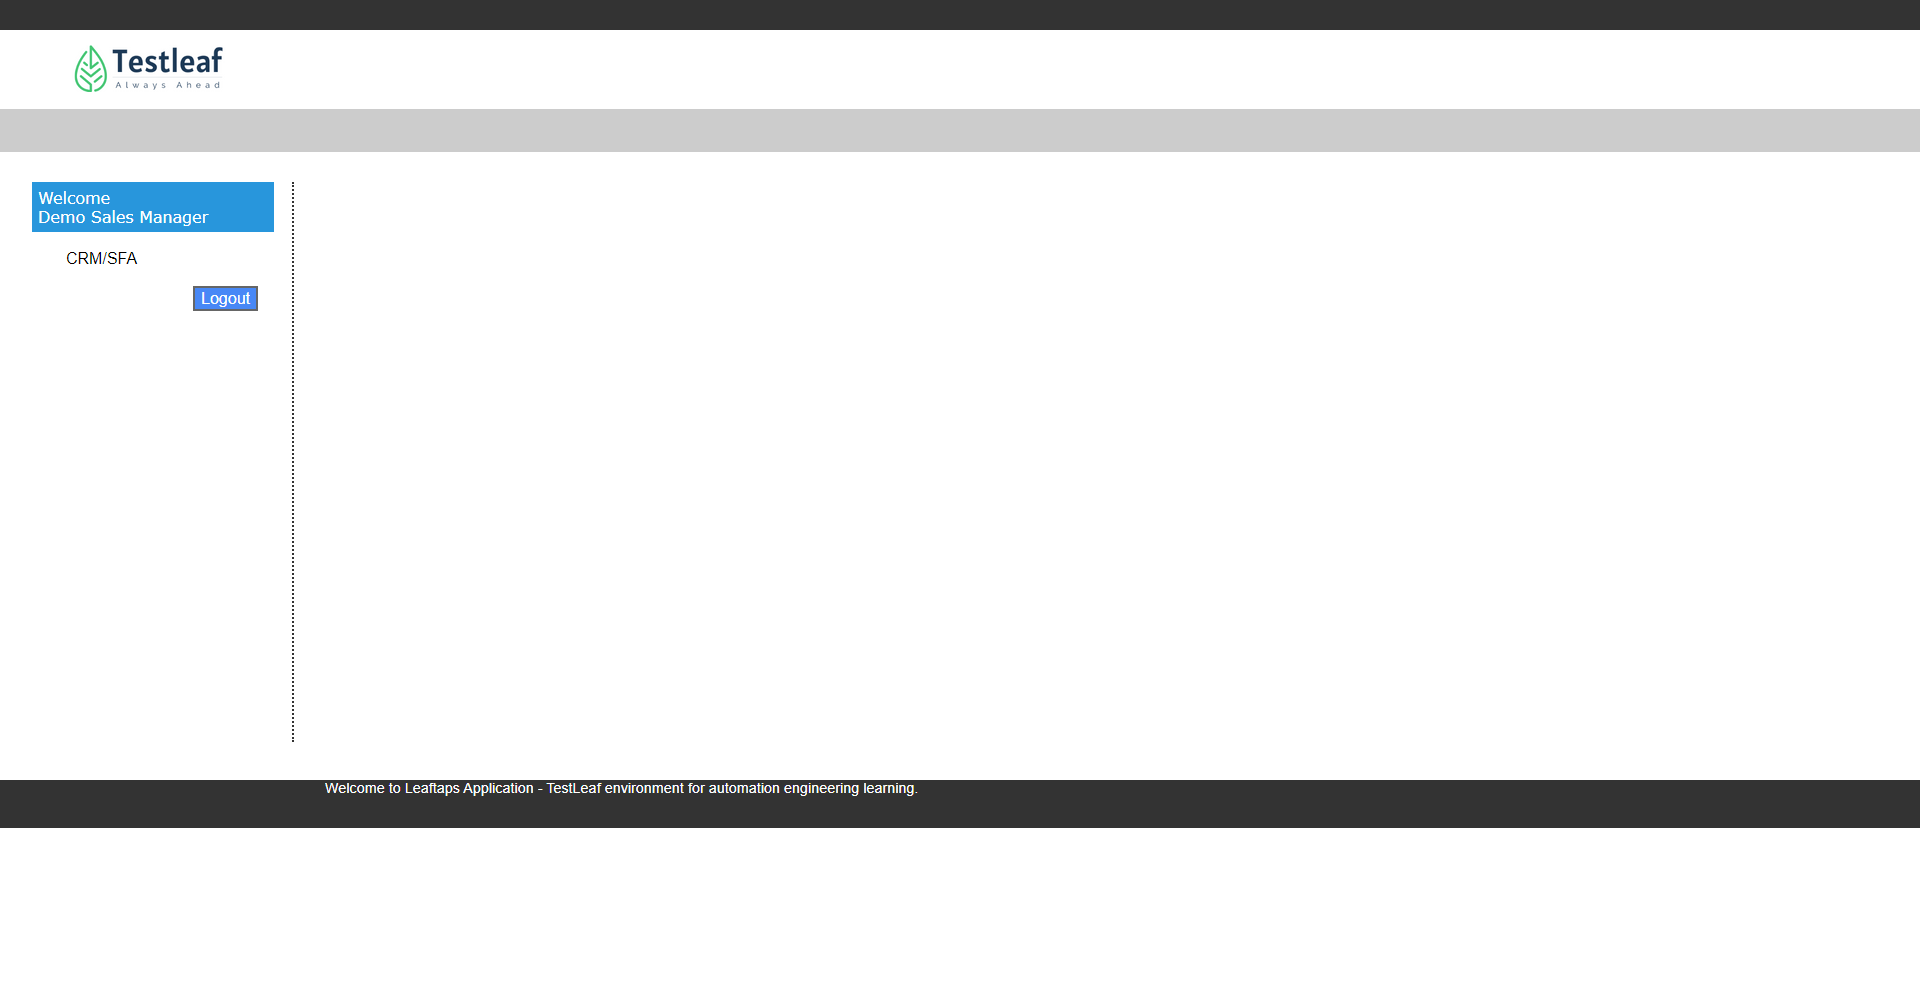 Testleaf
Always Ahead
Welcome
Demo Sales Manager
CRM/SFA
Logout
Welcome to Leaftaps Application - TestLeaf environment for automation engineering learning.